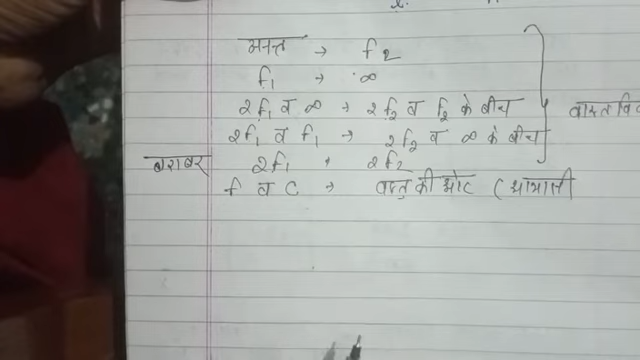 अनन्त → f2
f1 → ∞
2f1 व ∞ → 2f2 व f2 के बीच
2f1 व f1 → 2f2 व ∞ के बीच
बराबर 2f1 , 2f2
f व C → वस्तु की ओर (आभासी